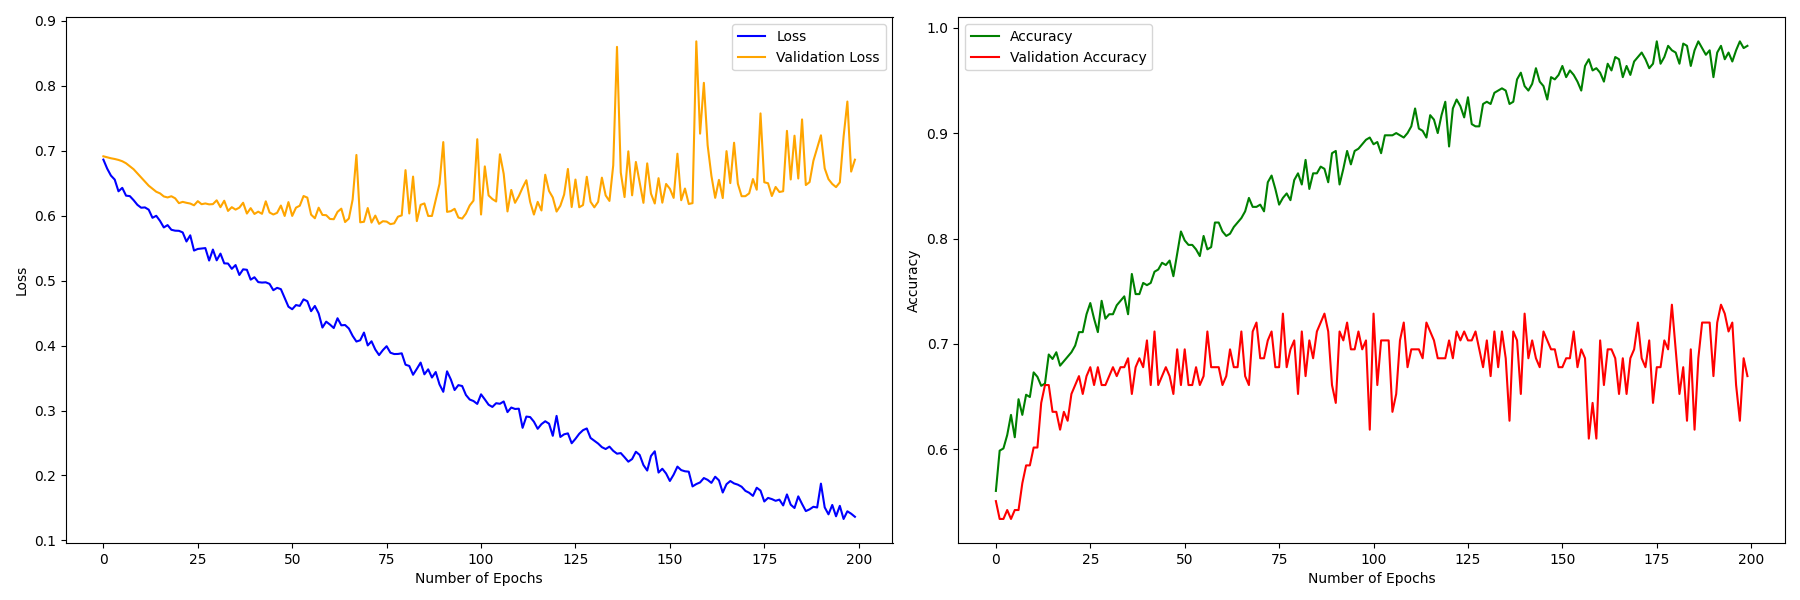 0.9
0.8
0.7
0.6
0.5
0.4
0.3
0.2
0.1
Loss
0 25 50 75 100 125 150 175 200
Number of Epochs
Loss
Validation Loss
1.0
0.9
0.8
0.7
0.6
Accuracy
0 25 50 75 100 125 150 175 200
Number of Epochs
Accuracy
Validation Accuracy